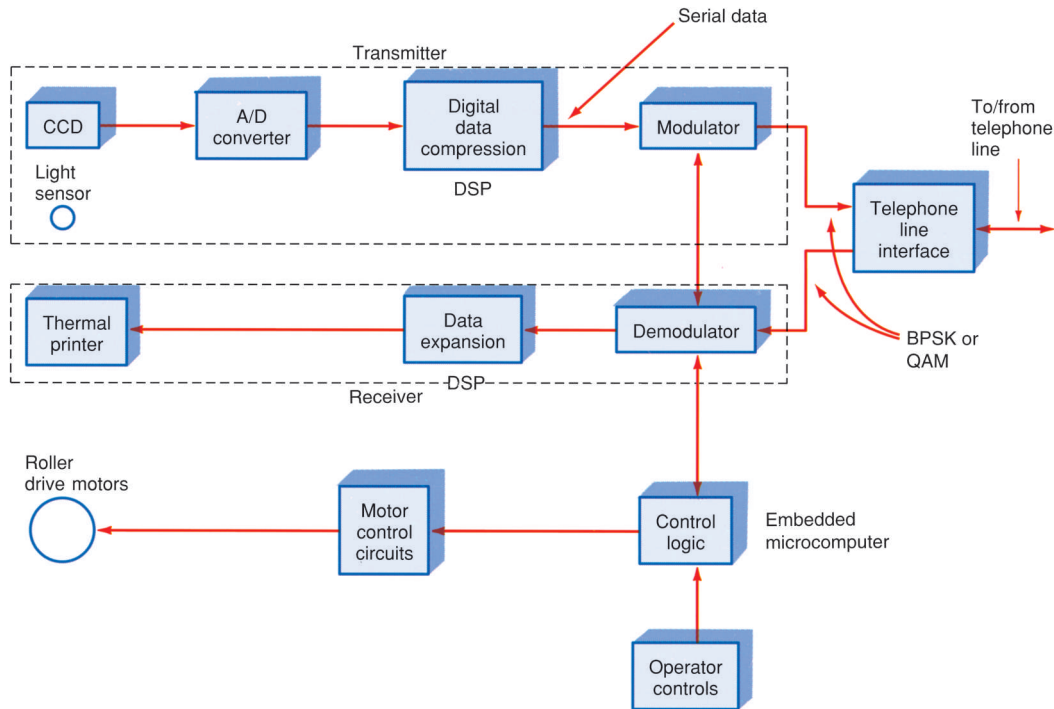 Serial data
Transmitter
CCD
A/D
converter
Digital
data
compression
Modulator
To/from
telephone
line
Light
sensor
DSP
Telephone
line
interface
Thermal
printer
Data
expansion
Demodulator
BPSK or
QAM
DSP
Receiver
Roller
drive motors
Motor
control
circuits
Control
logic
Embedded
microcomputer
Operator
controls